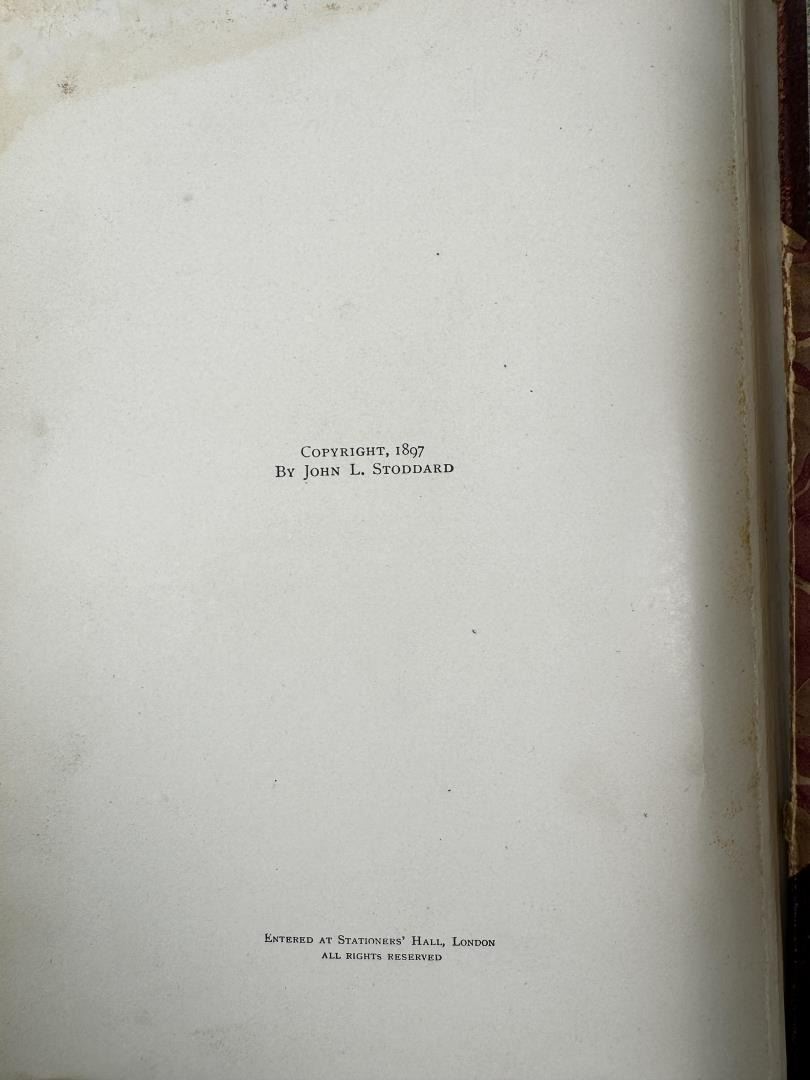 Copyright, 1897
By John L. Stoddard
Entered at Stationers' Hall, London
all rights reserved